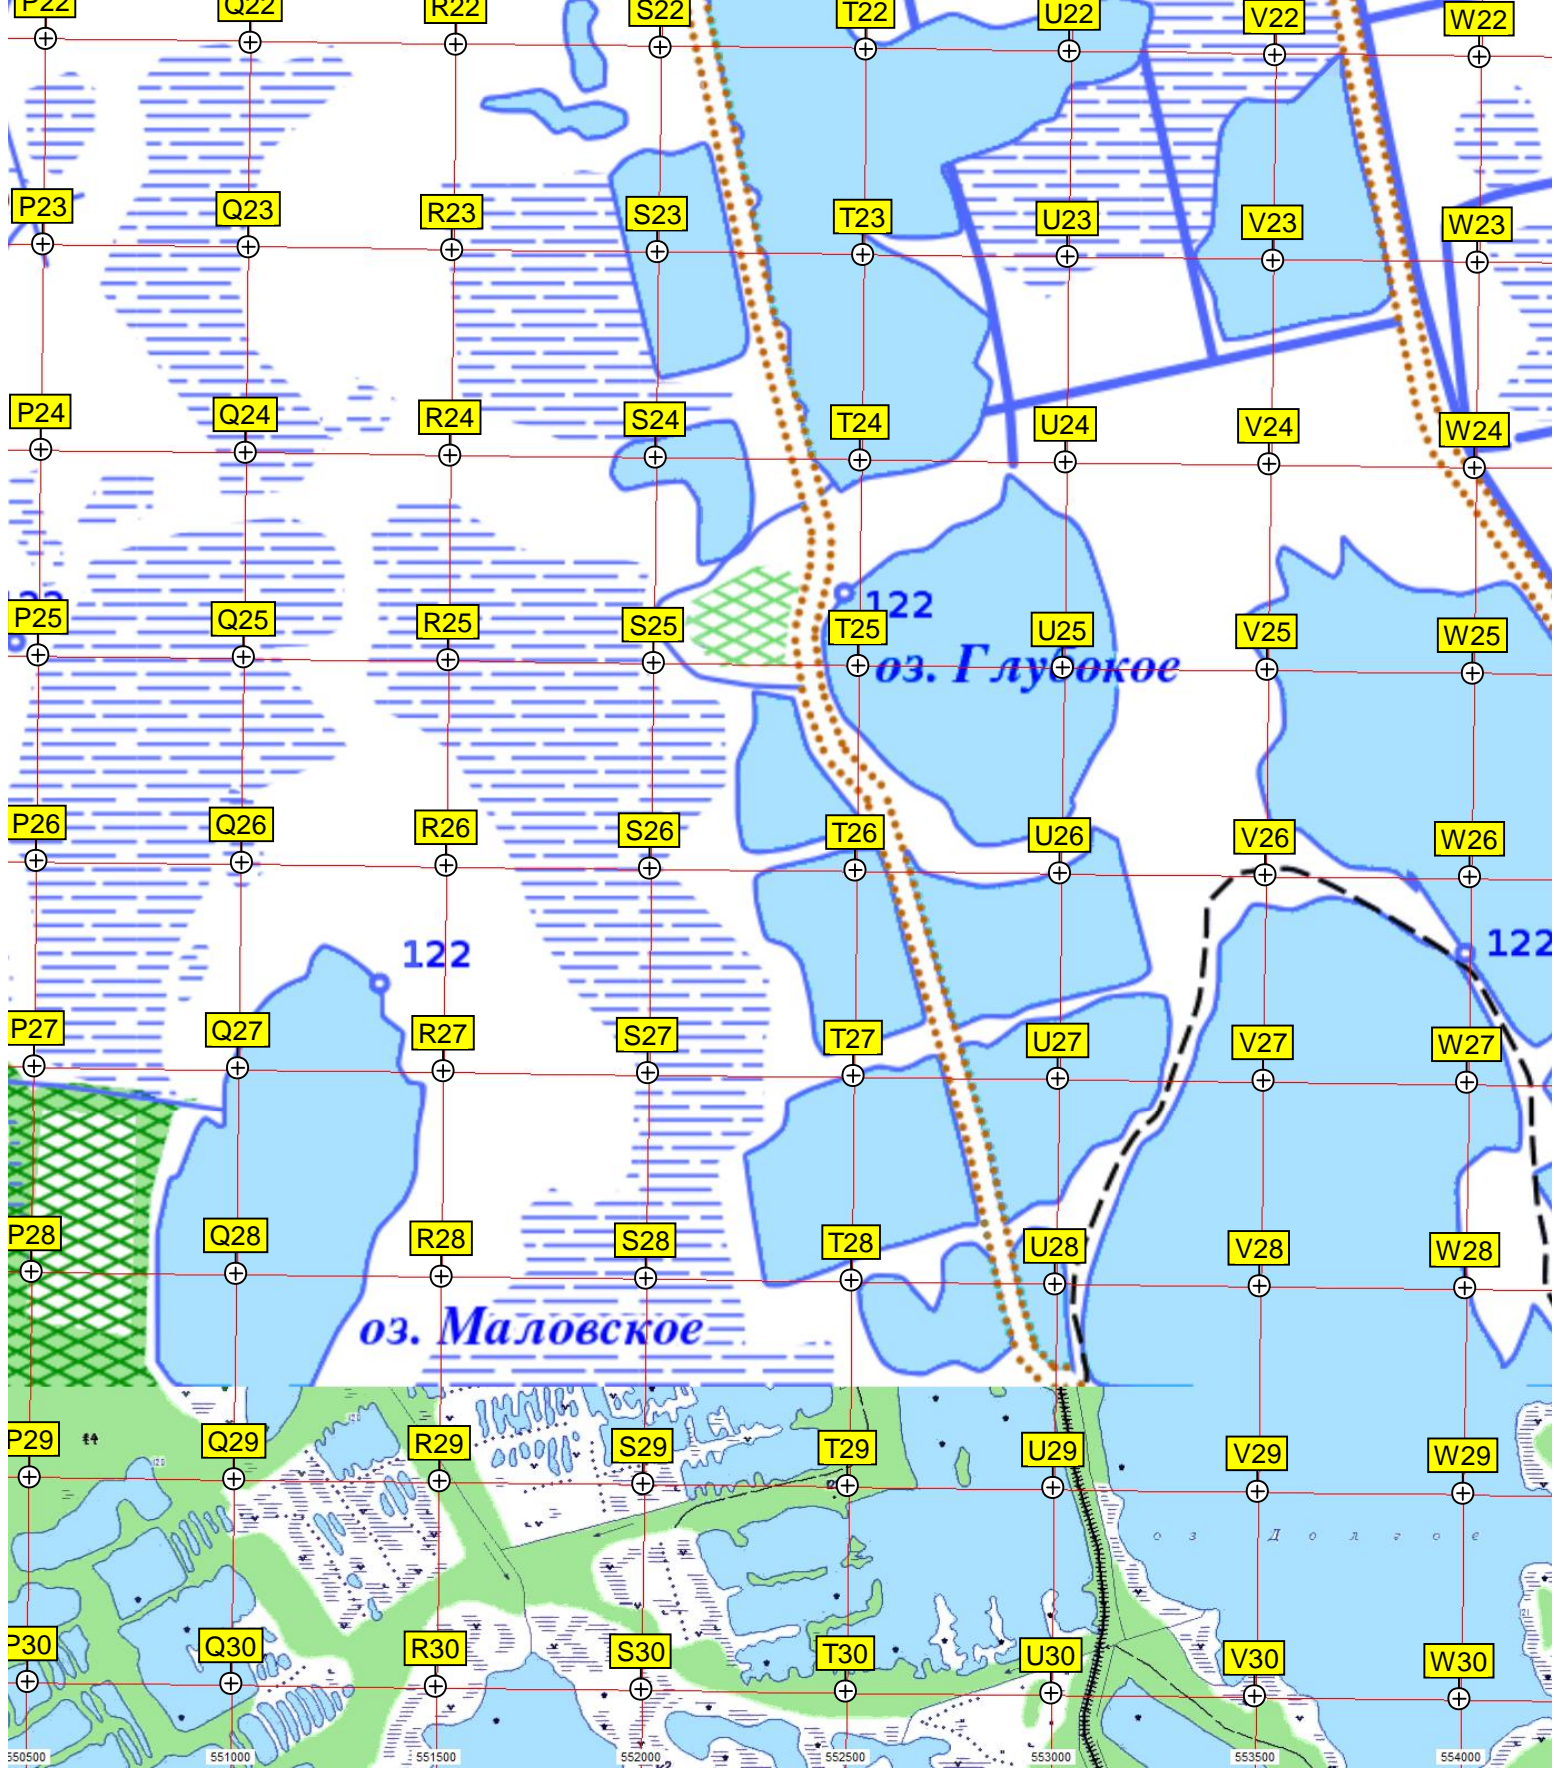 P22 Q22 R22 S22 T22 U22 V22 W22
P23 Q23 R23 S23 T23 U23 V23 W23
P24 Q24 R24 S24 T24 U24 V24 W24
122
P25 Q25 R25 S25 T25 U25 V25 W25
оз. Глубокое
P26 Q26 R26 S26 T26 U26 V26 W26
122
122
P27 Q27 R27 S27 T27 U27 V27 W27
P28 Q28 R28 S28 T28 U28 V28 W28
оз. Маловское
P29 Q29 R29 S29 T29 U29 V29 W29
оз Долгое
P30 Q30 R30 S30 T30 U30 V30 W30
550500 551000 551500 552000 552500 553000 553500 554000